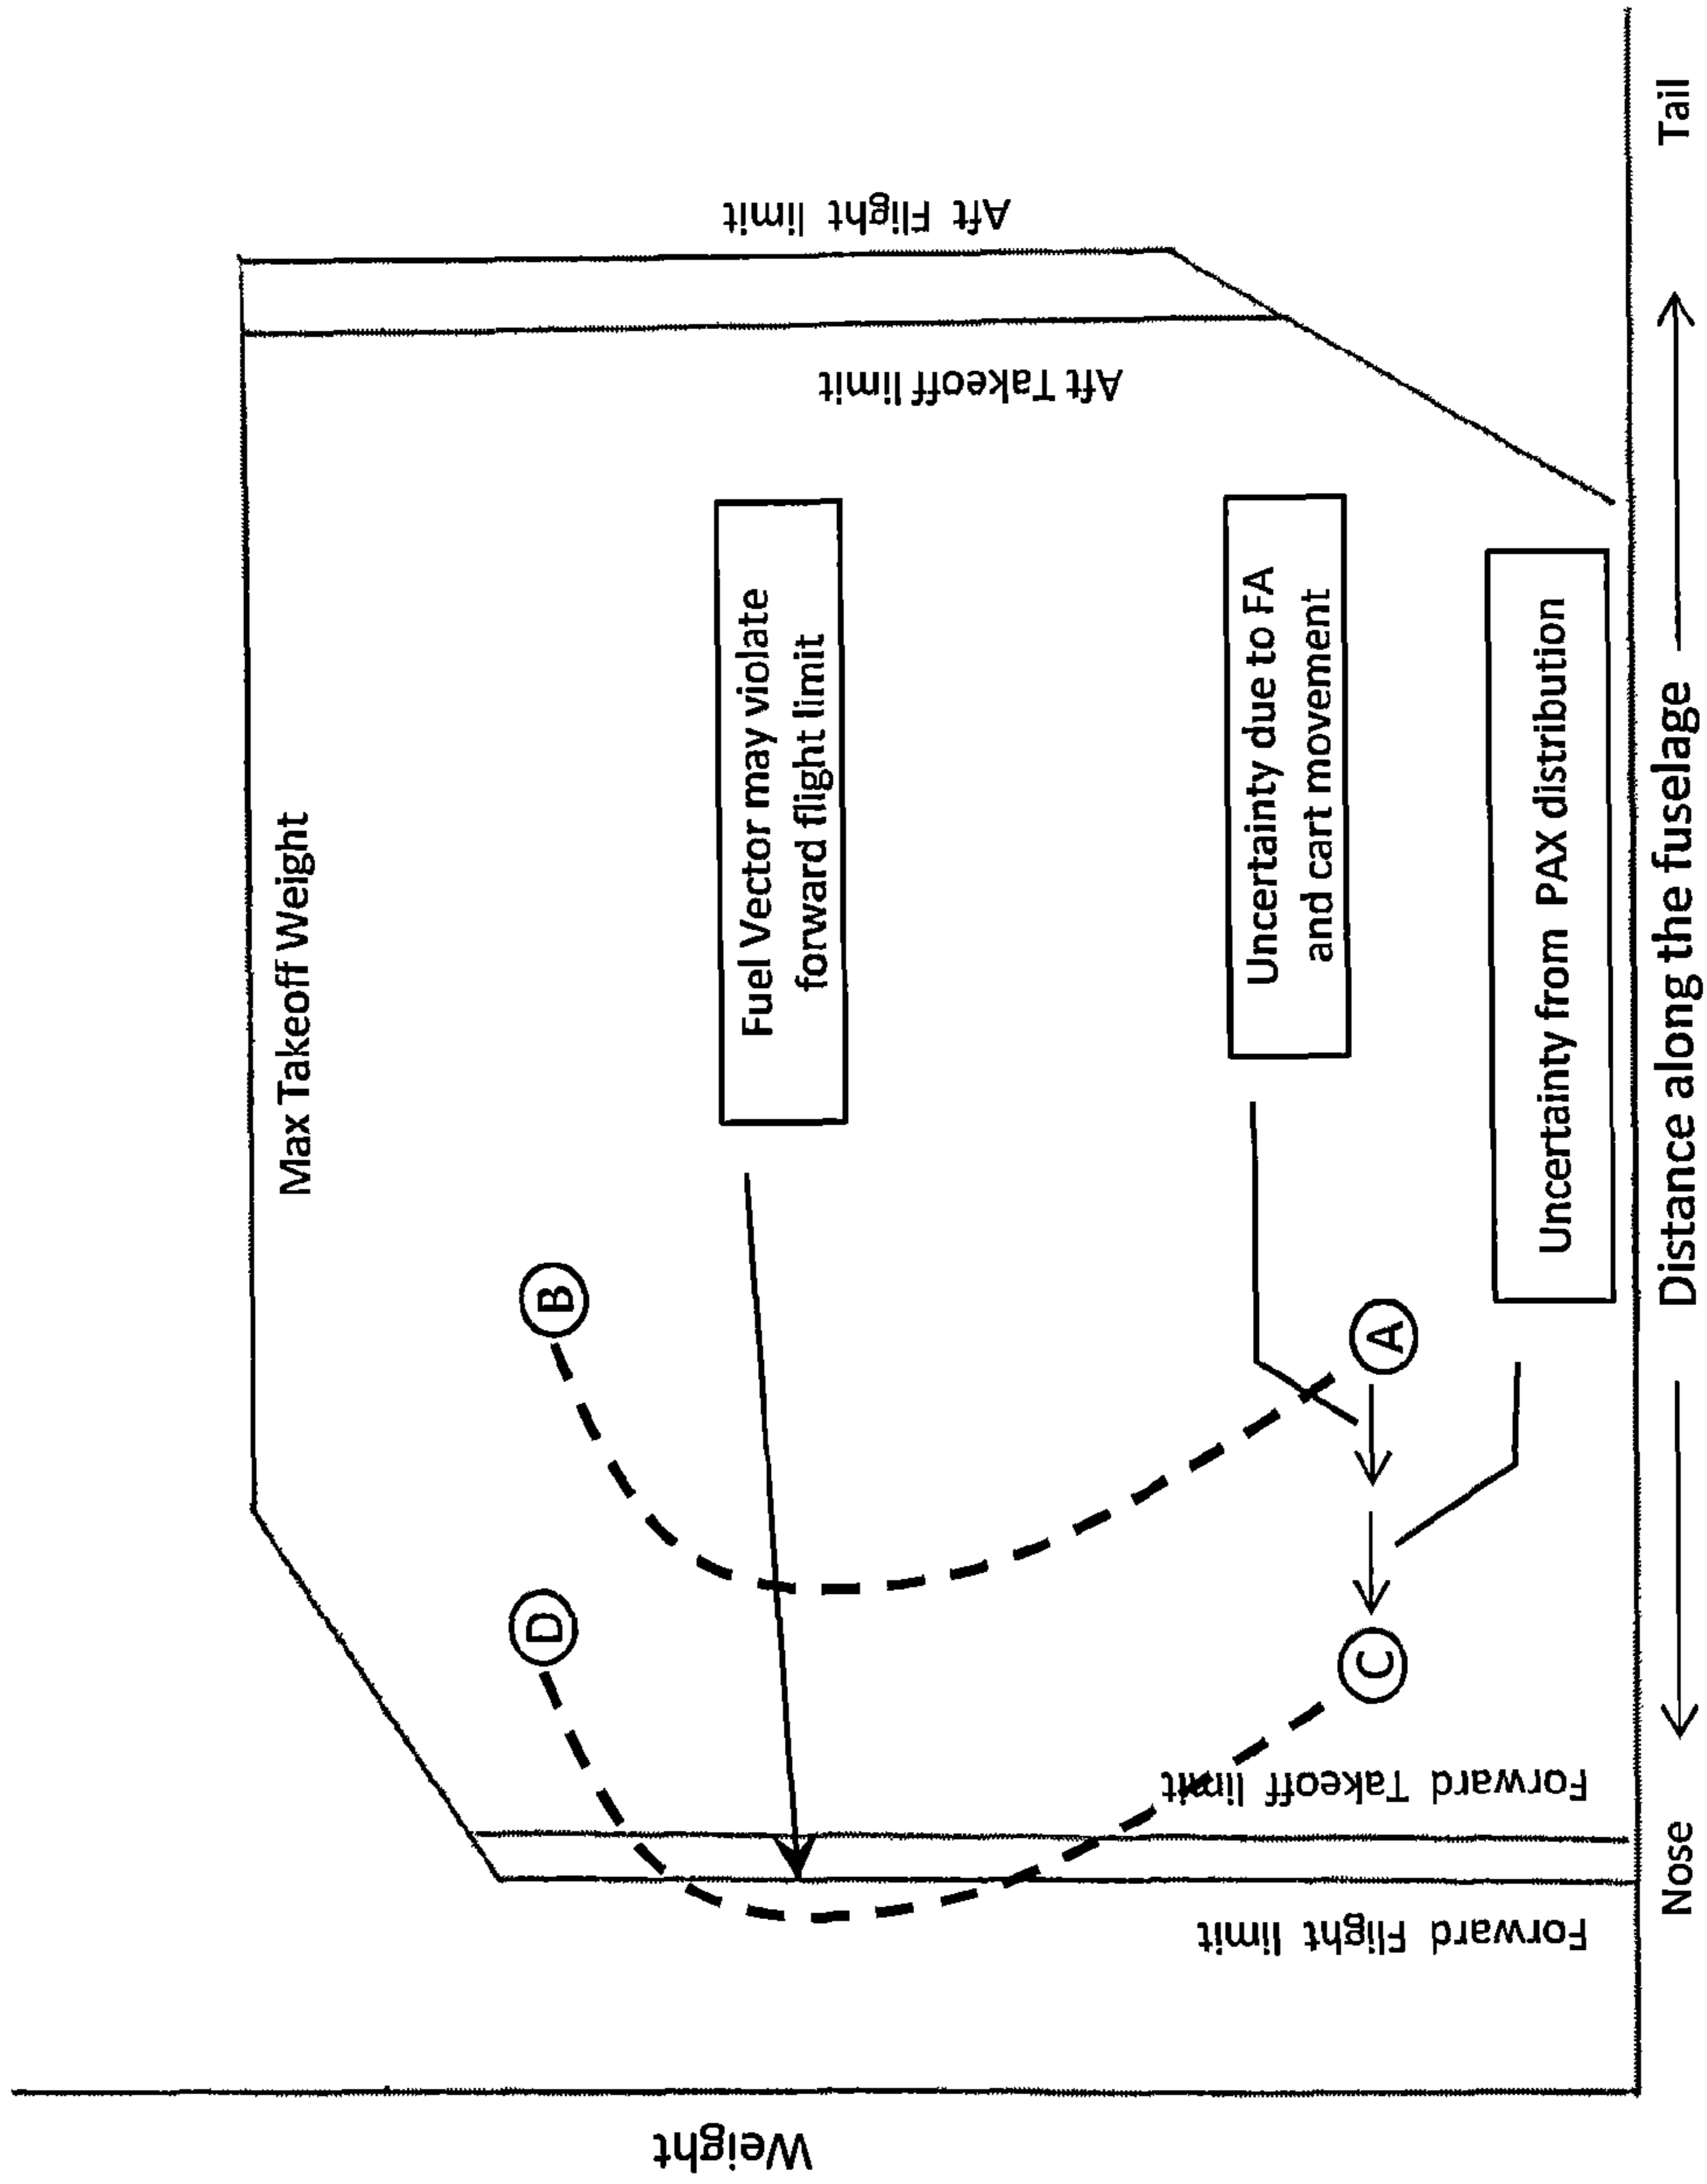 Weight
Max Takeoff Weight
Aft Flight limit
Aft Takeoff limit
D
B
Fuel Vector may violate
forward flight limit
Uncertainty due to FA
and cart movement
C
A
Uncertainty from PAX distribution
Forward Flight limit
Forward Takeoff limit
Nose
Distance along the fuselage
Tail